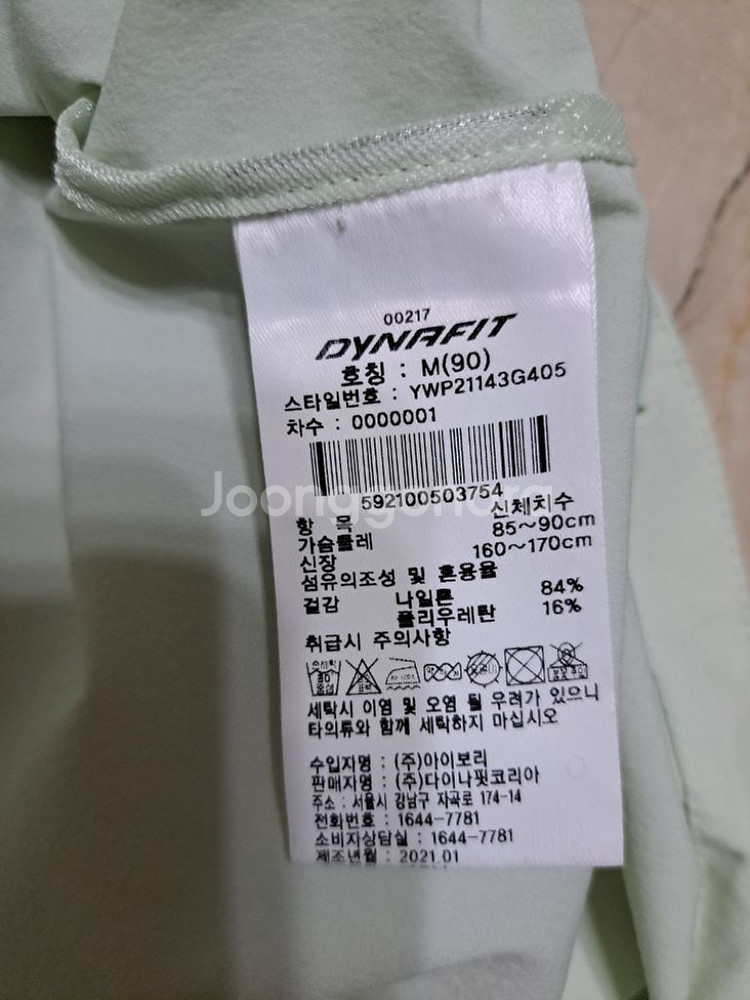 00217
DYNAFIT
호칭 : M(90)
스타일번호 : YWP21143G405
차수 : 0000001
592100503754
Joonggonara
항 목 신체치수
가슴둘레 85~90cm
신장 160~170cm
섬유의조성 및 혼용율
겉감 나일론 84%
폴리우레탄 16%
취급시 주의사항
손세탁
30
중성
세탁시 이염 및 오염 될 우려가 있으니
타의류와 함께 세탁하지 마십시오
수입자명 : (주)아이보리
판매자명 : (주)다이나핏코리아
주소 : 서울시 강남구 자곡로 174-14
전화번호 : 1644-7781
소비자상담실 : 1644-7781
제조년월 : 2021.01